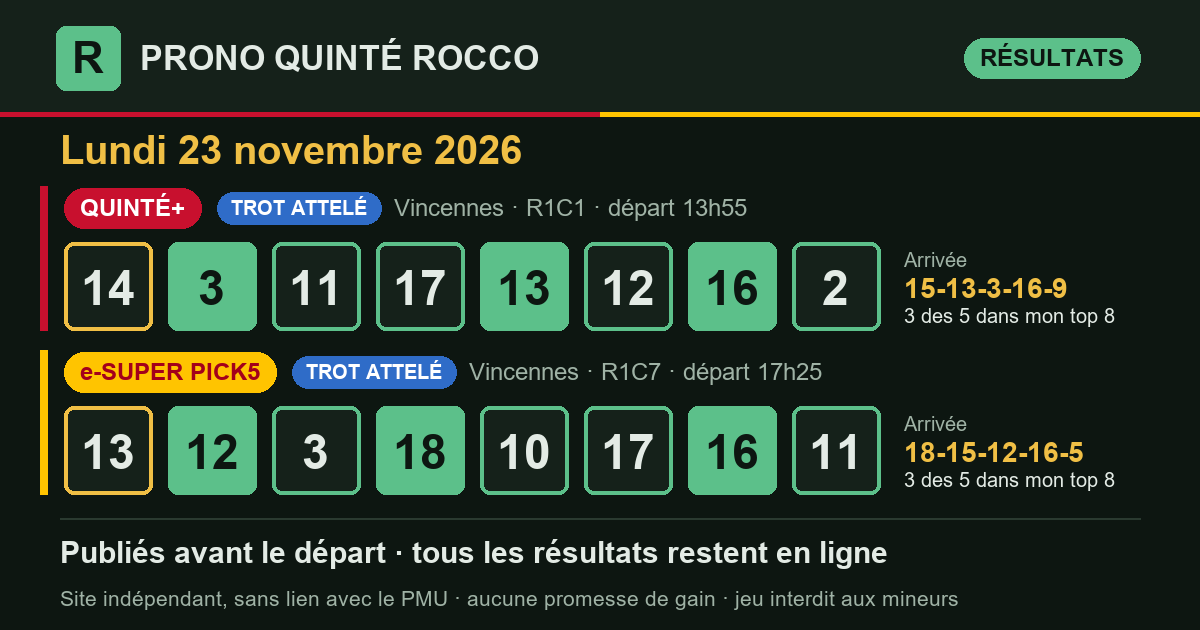 R PRONO QUINTÉ ROCCO RÉSULTATS
Lundi 23 novembre 2026
QUINTÉ+ TROT ATTELÉ Vincennes · R1C1 · départ 13h55
14 3 11 17 13 12 16 2
Arrivée
15-13-3-16-9
3 des 5 dans mon top 8
e-SUPER PICK5 TROT ATTELÉ Vincennes · R1C7 · départ 17h25
13 12 3 18 10 17 16 11
Arrivée
18-15-12-16-5
3 des 5 dans mon top 8
Publiés avant le départ · tous les résultats restent en ligne
Site indépendant, sans lien avec le PMU · aucune promesse de gain · jeu interdit aux mineurs